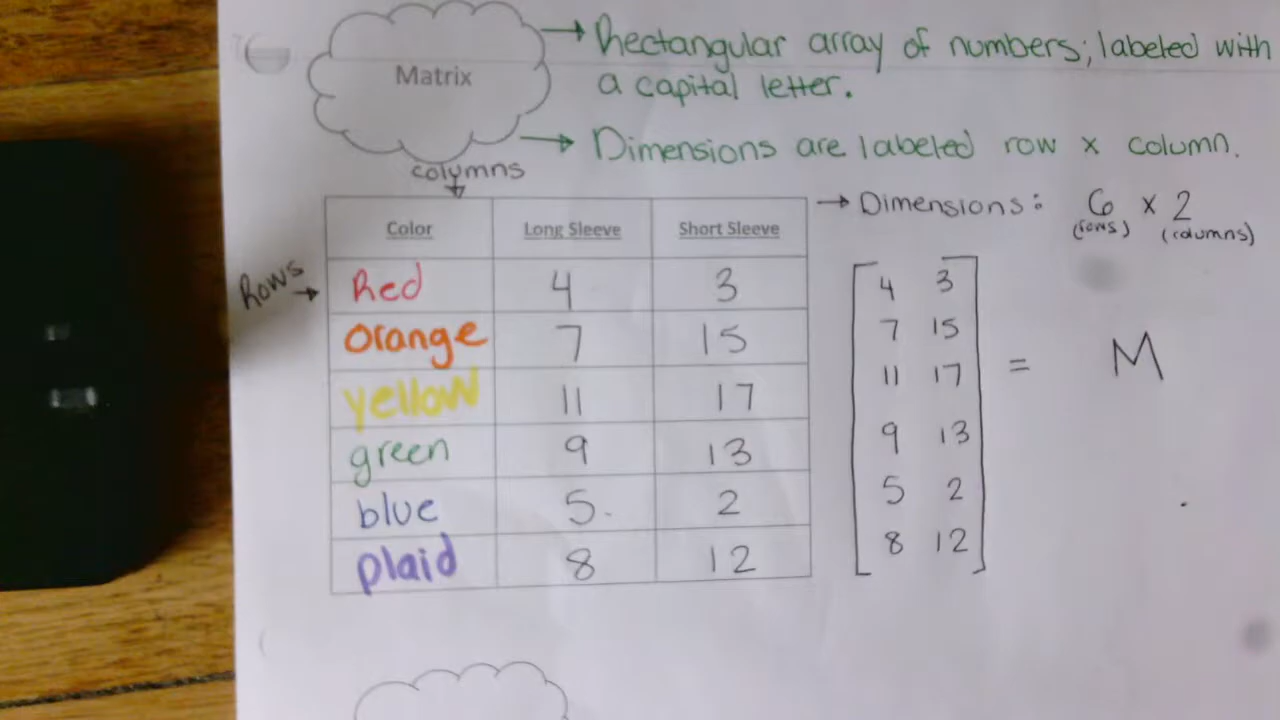 Matrix
→ Rectangular array of numbers; labeled with
a capital letter.
→ Dimensions are labeled row x column.
columns
Color Long Sleeve Short Sleeve
Rows →
Red 4 3
orange 7 15
yellow 11 17
green 9 13
blue 5 2
plaid 8 12
→ Dimensions: 6 x 2
(rows) (columns)
4 3
7 15
11 17
9 13
5 2
8 12
= M